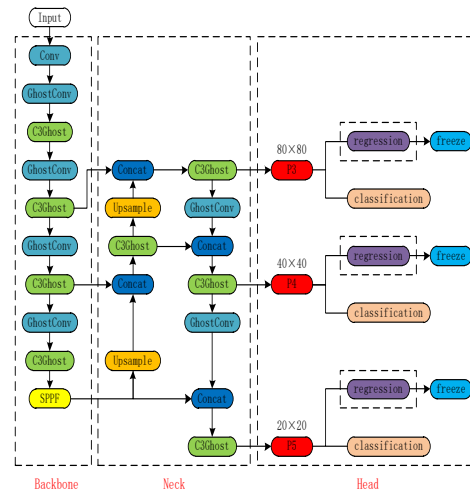 Input
Conv
GhostConv
C3Ghost
GhostConv
C3Ghost
GhostConv
C3Ghost
GhostConv
C3Ghost
SPPF
Backbone
Concat
Upsample
C3Ghost
Concat
Upsample
C3Ghost
GhostConv
Concat
C3Ghost
GhostConv
Concat
C3Ghost
Neck
80×80
P3
regression
freeze
classification
40×40
P4
regression
freeze
classification
20×20
P5
regression
freeze
classification
Head